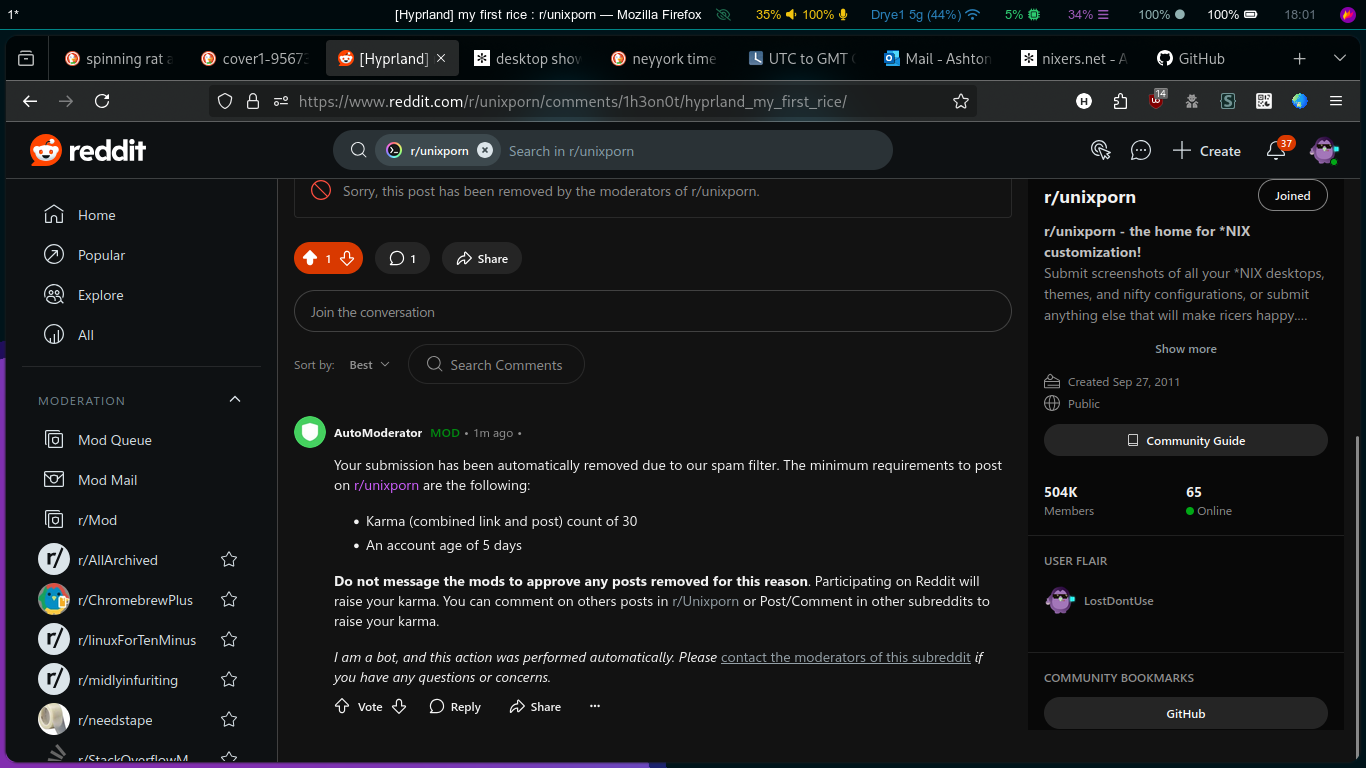 1*
[Hyprland] my first rice : r/unixporn — Mozilla Firefox
35% 100% Drye1 5g (44%) 5% 34% 100% 100% 18:01
spinning rat a
cover1-9567
[Hyprland]
desktop show
neyyork time
UTC to GMT C
Mail - Ashton
nixers.net - A
GitHub
https://www.reddit.com/r/unixporn/comments/1h3on0t/hyprland_my_first_rice/
H
14
reddit
r/unixporn
Search in r/unixporn
Create
37
Home
Popular
Explore
All
MODERATION
Mod Queue
Mod Mail
r/Mod
r/ r/AllArchived
r/ChromebrewPlus
r/ r/linuxForTenMinus
r/ r/midlyinfuriting
r/needstape
r/StackOverflowM
Sorry, this post has been removed by the moderators of r/unixporn.
1
1
Share
Join the conversation
Sort by: Best
Search Comments
AutoModerator MOD • 1m ago •
Your submission has been automatically removed due to our spam filter. The minimum requirements to post
on r/unixporn are the following:
• Karma (combined link and post) count of 30
• An account age of 5 days
Do not message the mods to approve any posts removed for this reason. Participating on Reddit will
raise your karma. You can comment on others posts in r/Unixporn or Post/Comment in other subreddits to
raise your karma.
I am a bot, and this action was performed automatically. Please contact the moderators of this subreddit if
you have any questions or concerns.
Vote
Reply
Share
r/unixporn
Joined
r/unixporn - the home for *NIX
customization!
Submit screenshots of all your *NIX desktops,
themes, and nifty configurations, or submit
anything else that will make ricers happy....
Show more
Created Sep 27, 2011
Public
Community Guide
504K
Members
65
Online
USER FLAIR
LostDontUse
COMMUNITY BOOKMARKS
GitHub